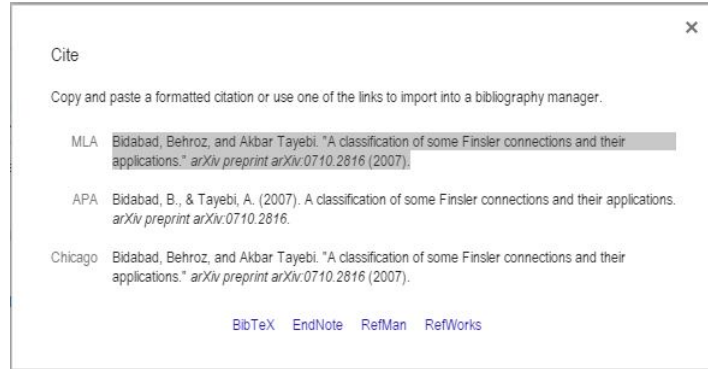 ×
Cite
Copy and paste a formatted citation or use one of the links to import into a bibliography manager.
MLA Bidabad, Behroz, and Akbar Tayebi. "A classification of some Finsler connections and their
applications." arXiv preprint arXiv:0710.2816 (2007).
APA Bidabad, B., & Tayebi, A. (2007). A classification of some Finsler connections and their applications.
arXiv preprint arXiv:0710.2816.
Chicago Bidabad, Behroz, and Akbar Tayebi. "A classification of some Finsler connections and their
applications." arXiv preprint arXiv:0710.2816 (2007).
BibTeX EndNote RefMan RefWorks